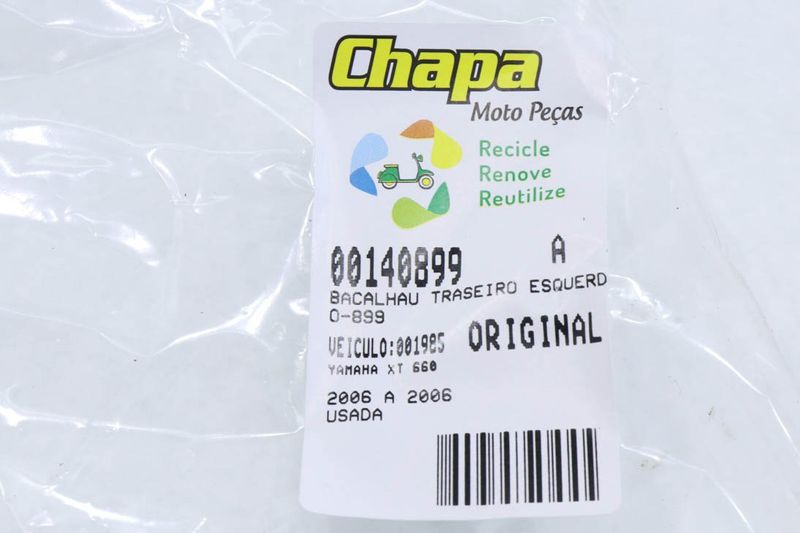 Chapa
Moto Peças
Recicle
Renove
Reutilize
00140899 A
BACALHAU TRASEIRO ESQUERD
O-899
VEICULO:001985 ORIGINAL
YAMAHA XT 660
2006 A 2006
USADA